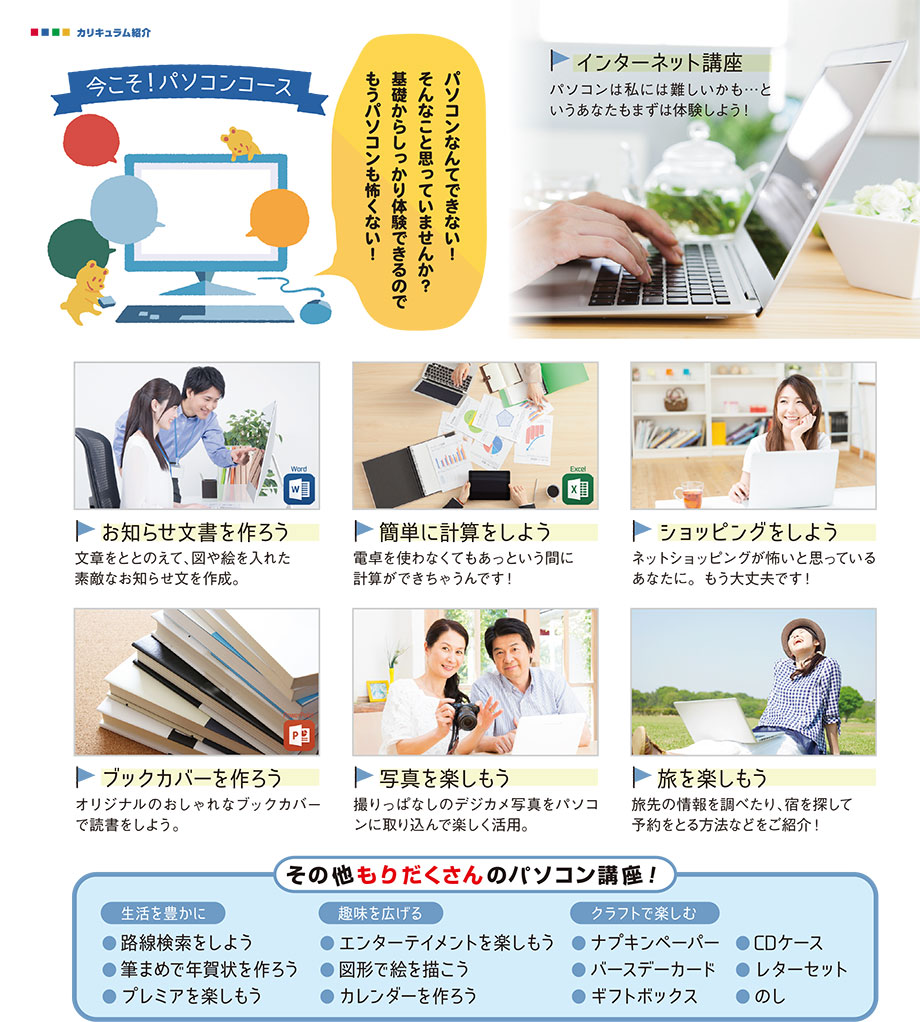 カリキュラム紹介
今こそ！パソコンコース
パソコンなんてできない！
そんなこと思っていませんか？
基礎からしっかり体験できるので
もうパソコンも怖くない！
インターネット講座
パソコンは私には難しいかも…と
いうあなたもまずは体験しよう！
Word
W
Excel
X
お知らせ文書を作ろう
文章をととのえて、図や絵を入れた
素敵なお知らせ文を作成。
簡単に計算をしよう
電卓を使わなくてもあっという間に
計算ができちゃうんです！
ショッピングをしよう
ネットショッピングが怖いと思っている
あなたに。もう大丈夫です！
P
ブックカバーを作ろう
オリジナルのおしゃれなブックカバー
で読書をしよう。
写真を楽しもう
撮りっぱなしのデジカメ写真をパソコ
ンに取り込んで楽しく活用。
旅を楽しもう
旅先の情報を調べたり、宿を探して
予約をとる方法などをご紹介！
その他もりだくさんのパソコン講座！
生活を豊かに
●路線検索をしよう
●筆まめで年賀状を作ろう
●プレミアを楽しもう
趣味を広げる
●エンターテイメントを楽しもう
●図形で絵を描こう
●カレンダーを作ろう
クラフトで楽しむ
●ナプキンペーパー ●CDケース
●バースデーカード ●レターセット
●ギフトボックス ●のし